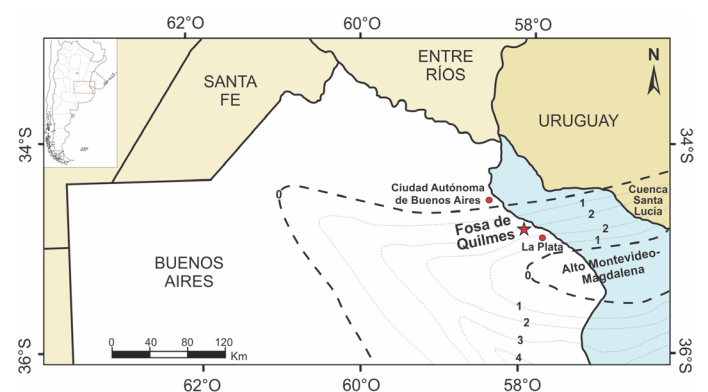 62°O 60°O 58°O
N
ENTRE
RÍOS
SANTA
FE
URUGUAY
34°S 34°S
Ciudad Autónoma
de Buenos Aires
Cuenca
Santa
Lucía
0
1
2
2
1
Fosa de
Quilmes
La Plata
Alto Montevideo-
Magdalena
0
BUENOS
AIRES
1
2
3
4
0 40 80 120
Km
36°S 36°S
62°O 60°O 58°O